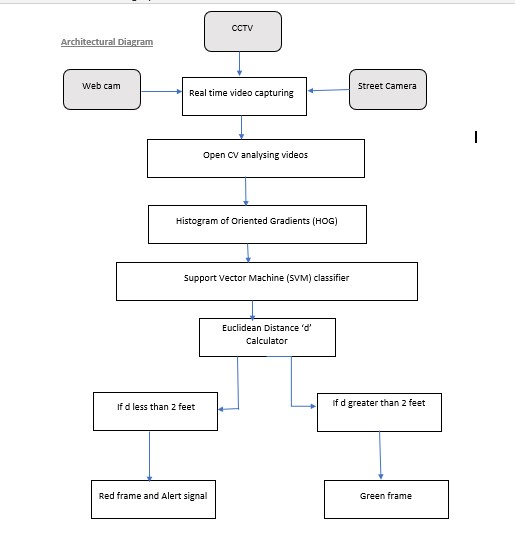 CCTV
Architectural Diagram
Web cam
Real time video capturing
Street Camera
Open CV analysing videos
Histogram of Oriented Gradients (HOG)
Support Vector Machine (SVM) classifier
Euclidean Distance ‘d’
Calculator
If d less than 2 feet
If d greater than 2 feet
Red frame and Alert signal
Green frame